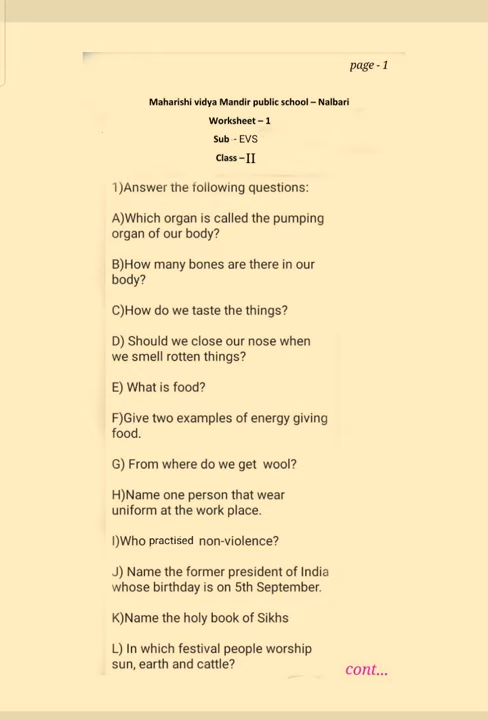 page - 1
Maharishi vidya Mandir public school – Nalbari
Worksheet – 1
Sub - EVS
Class – II
1)Answer the following questions:
A)Which organ is called the pumping
organ of our body?
B)How many bones are there in our
body?
C)How do we taste the things?
D) Should we close our nose when
we smell rotten things?
E) What is food?
F)Give two examples of energy giving
food.
G) From where do we get wool?
H)Name one person that wear
uniform at the work place.
I)Who practised non-violence?
J) Name the former president of India
whose birthday is on 5th September.
K)Name the holy book of Sikhs
L) In which festival people worship
sun, earth and cattle?
cont...